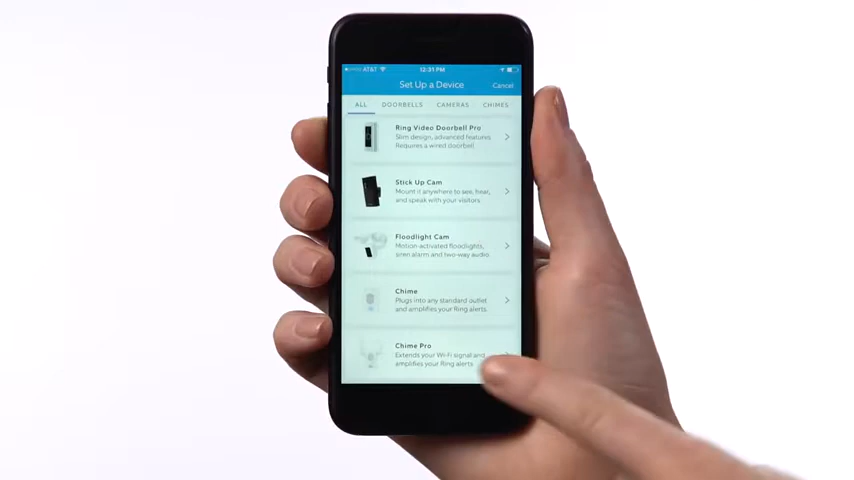 AT&T 12:31 PM
Set Up a Device Cancel
ALL DOORBELLS CAMERAS CHIMES
Ring Video Doorbell Pro
Slim design, advanced features.
Requires a wired doorbell
Stick Up Cam
Mount it anywhere to see, hear,
and speak with your visitors.
Floodlight Cam
Motion-activated floodlights,
siren alarm and two-way audio.
Chime
Plugs into any standard outlet
and amplifies your Ring alerts.
Chime Pro
Extends your Wi-Fi signal and
amplifies your Ring alerts.